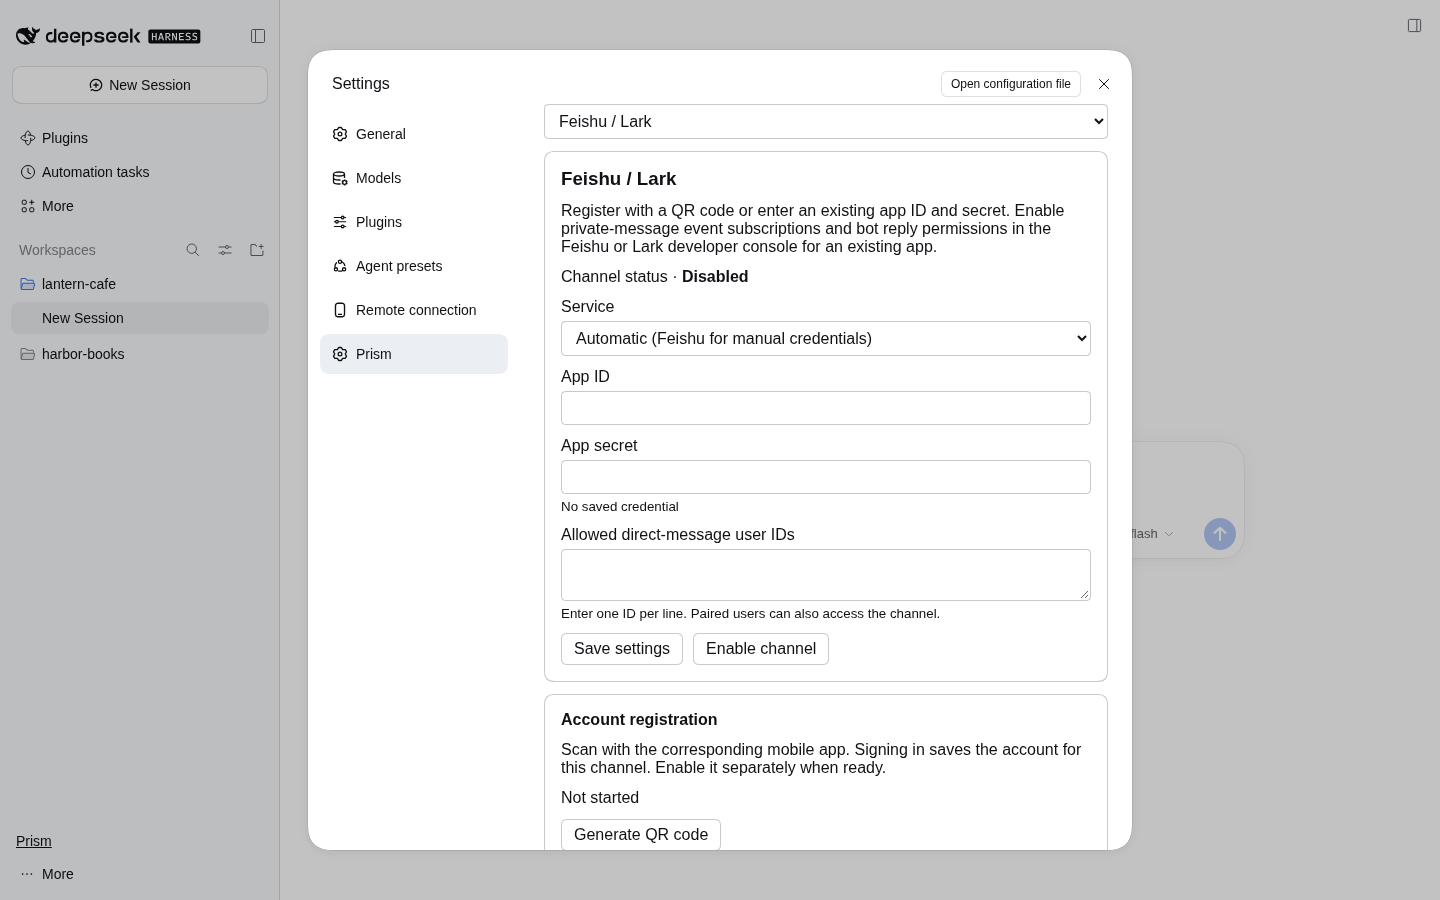 deepseek HARNESS
New Session
Plugins
Automation tasks
More
Workspaces
lantern-cafe
New Session
harbor-books
Prism
More
Settings
Open configuration file
General
Models
Plugins
Agent presets
Remote connection
Prism
Feishu / Lark
Feishu / Lark
Register with a QR code or enter an existing app ID and secret. Enable
private-message event subscriptions and bot reply permissions in the
Feishu or Lark developer console for an existing app.
Channel status · Disabled
Service
Automatic (Feishu for manual credentials)
App ID
App secret
No saved credential
Allowed direct-message user IDs
Enter one ID per line. Paired users can also access the channel.
Save settings
Enable channel
Account registration
Scan with the corresponding mobile app. Signing in saves the account for
this channel. Enable it separately when ready.
Not started
Generate QR code
flash